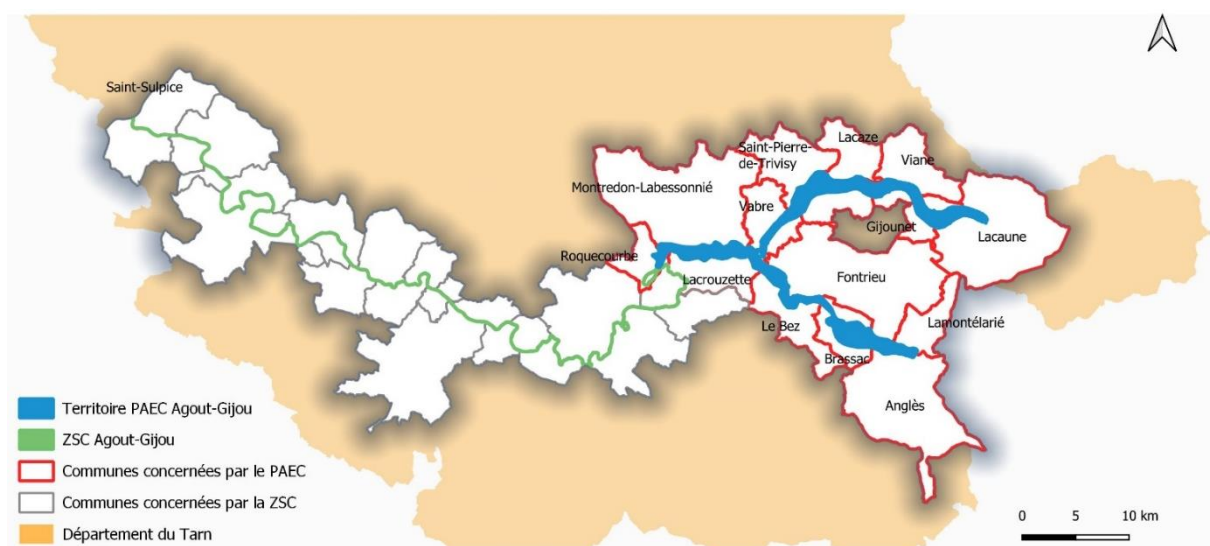 Saint-Sulpice
Lacaze
Saint-Pierre-
de-Trivisy
Viane
Montredon-Labessonnié
Vabre
Gijounet
Lacaune
Roquecourbe
Lacrouzette
Fontrieu
Le Bez
Lamontélarié
Brassac
Anglès
Territoire PAEC Agout-Gijou
ZSC Agout-Gijou
Communes concernées par le PAEC
Communes concernées par la ZSC
Département du Tarn
0 5 10 km